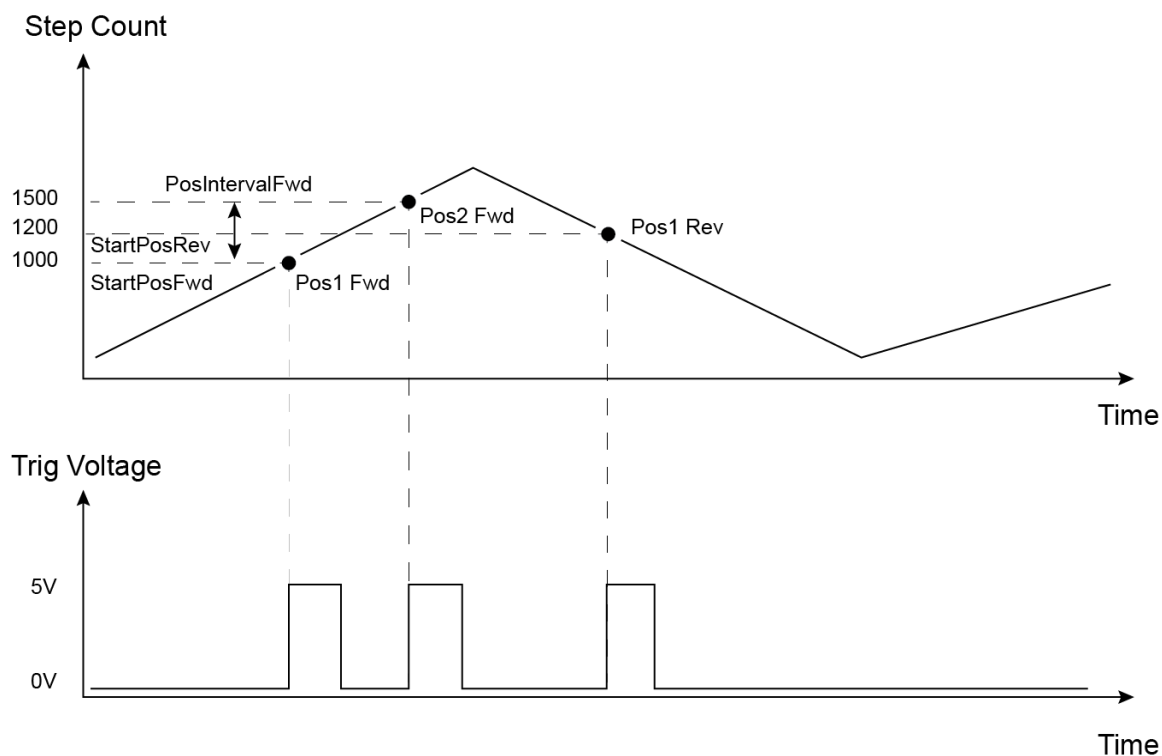 Step Count
PosIntervalFwd
1500
Pos2 Fwd
1200
Pos1 Rev
StartPosRev
1000
StartPosFwd
Pos1 Fwd
Time
Trig Voltage
5V
0V
Time